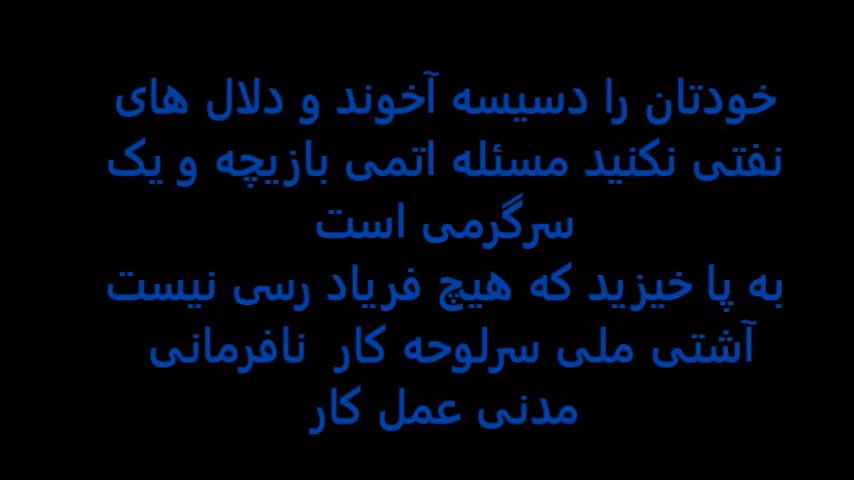 خودتان را دسیسه آخوند و دلال های
نفتی نکنید مسئله اتمی بازیچه و یک
سرگرمی است
به پا خیزید که هیچ فریاد رسی نیست
آشتی ملی سرلوحه کار  نافرمانی
مدنی عمل کار